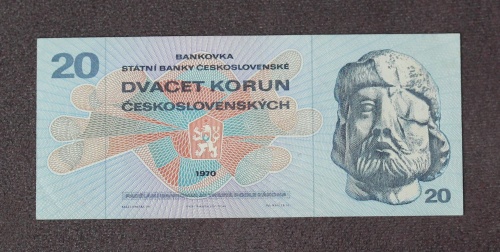 20
BANKOVKA
STÁTNÍ BANKY ČESKOSLOVENSKÉ
DVACET KORUN
ČESKOSLOVENSKÝCH
1970
20